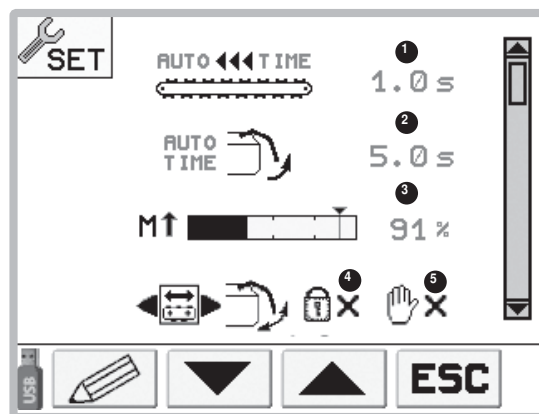 SET
AUTO TIME
1
1.0 s
AUTO
TIME
2
5.0 s
M
3
91 %
4
5
USB
ESC